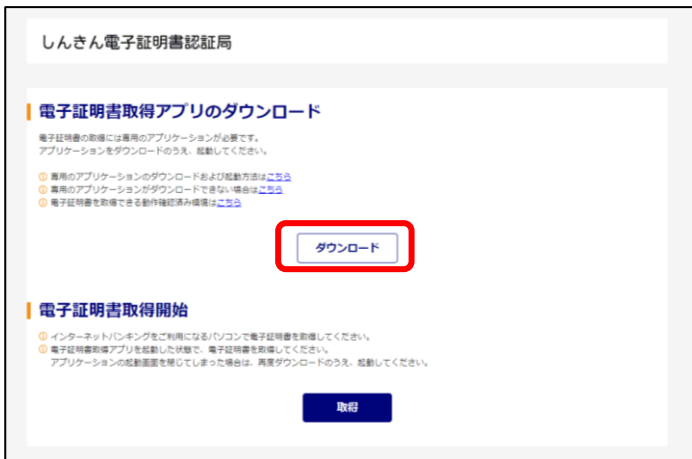 しんきん電子証明書認証局
電子証明書取得アプリのダウンロード
電子証明書の取得には専用のアプリケーションが必要です。
アプリケーションをダウンロードのうえ、起動してください。
専用のアプリケーションのダウンロードおよび起動方法はこちら
専用のアプリケーションがダウンロードできない場合はこちら
電子証明書を取得できる動作確認済み環境はこちら
ダウンロード
電子証明書取得開始
インターネットバンキングをご利用になるパソコンで電子証明書を取得してください。
電子証明書取得アプリを起動した状態で、電子証明書を取得してください。
アプリケーションの起動画面を閉じてしまった場合は、再度ダウンロードのうえ、起動してください。
取得